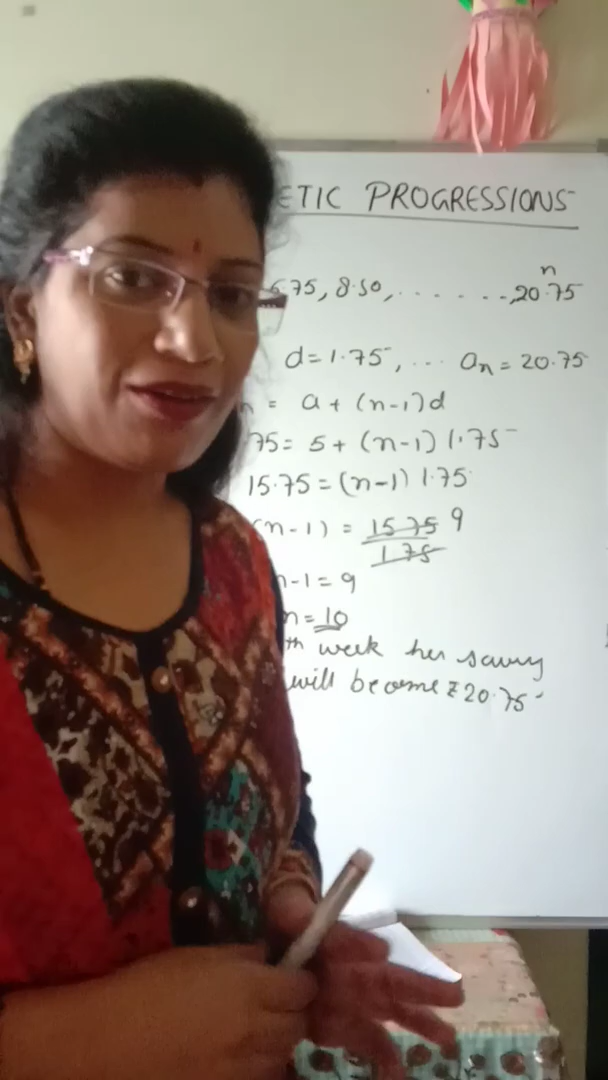 ETIC PROGRESSIONS
6.75, 8.50, . . . . . . ., 20.75
n
d = 1.75, ... an = 20.75
n = a + (n-1)d
75 = 5 + (n-1) 1.75
15.75 = (n-1) 1.75
(n-1) = 15.75 9
1.75
n-1 = 9
n = 10
th week her saving
will become ₹20.75